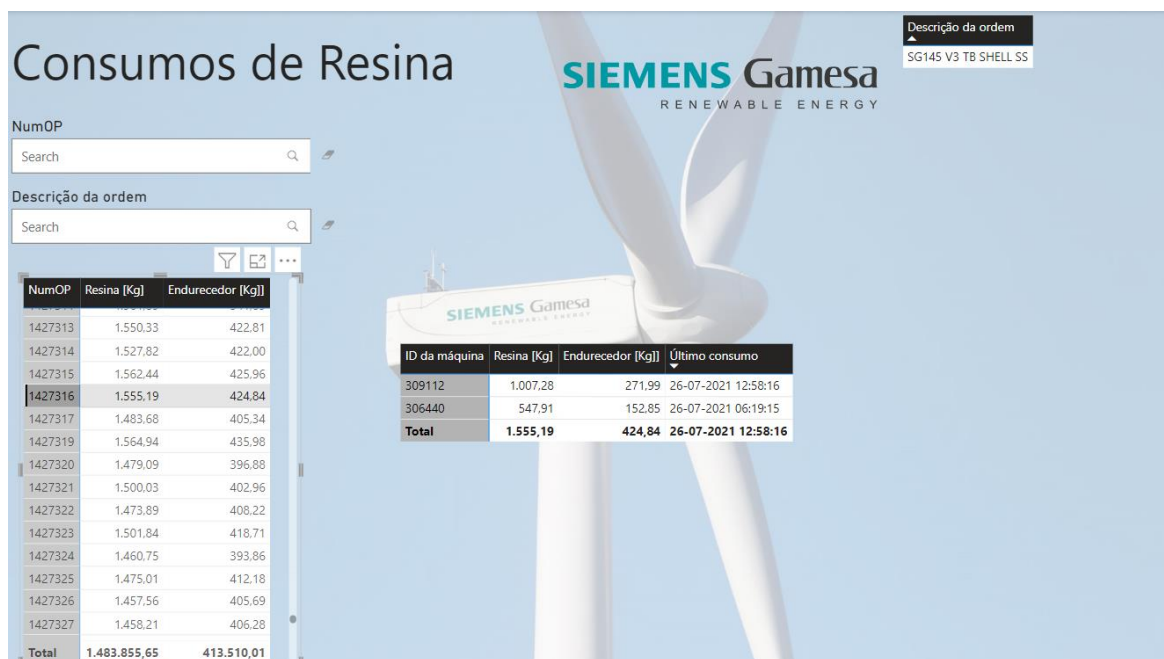 Descrição da ordem
SG145 V3 TB SHELL SS
Consumos de Resina
SIEMENS Gamesa
RENEWABLE ENERGY
NumOP
Search
Descrição da ordem
Search
NumOP Resina [Kg] Endurecedor [Kg]]
1427313 1.550,33 422,81
1427314 1.527,82 422,00
1427315 1.562,44 425,96
1427316 1.555,19 424,84
1427317 1.483,68 405,34
1427319 1.564,94 435,98
1427320 1.479,09 396,88
1427321 1.500,03 402,96
1427322 1.473,89 408,22
1427323 1.501,84 418,71
1427324 1.460,75 393,86
1427325 1.475,01 412,18
1427326 1.457,56 405,69
1427327 1.458,21 406,28
Total 1.483.855,65 413.510,01
SIEMENS Gamesa
RENEWABLE ENERGY
ID da máquina Resina [Kg] Endurecedor [Kg]] Último consumo
309112 1.007,28 271,99 26-07-2021 12:58:16
306440 547,91 152,85 26-07-2021 06:19:15
Total 1.555,19 424,84 26-07-2021 12:58:16